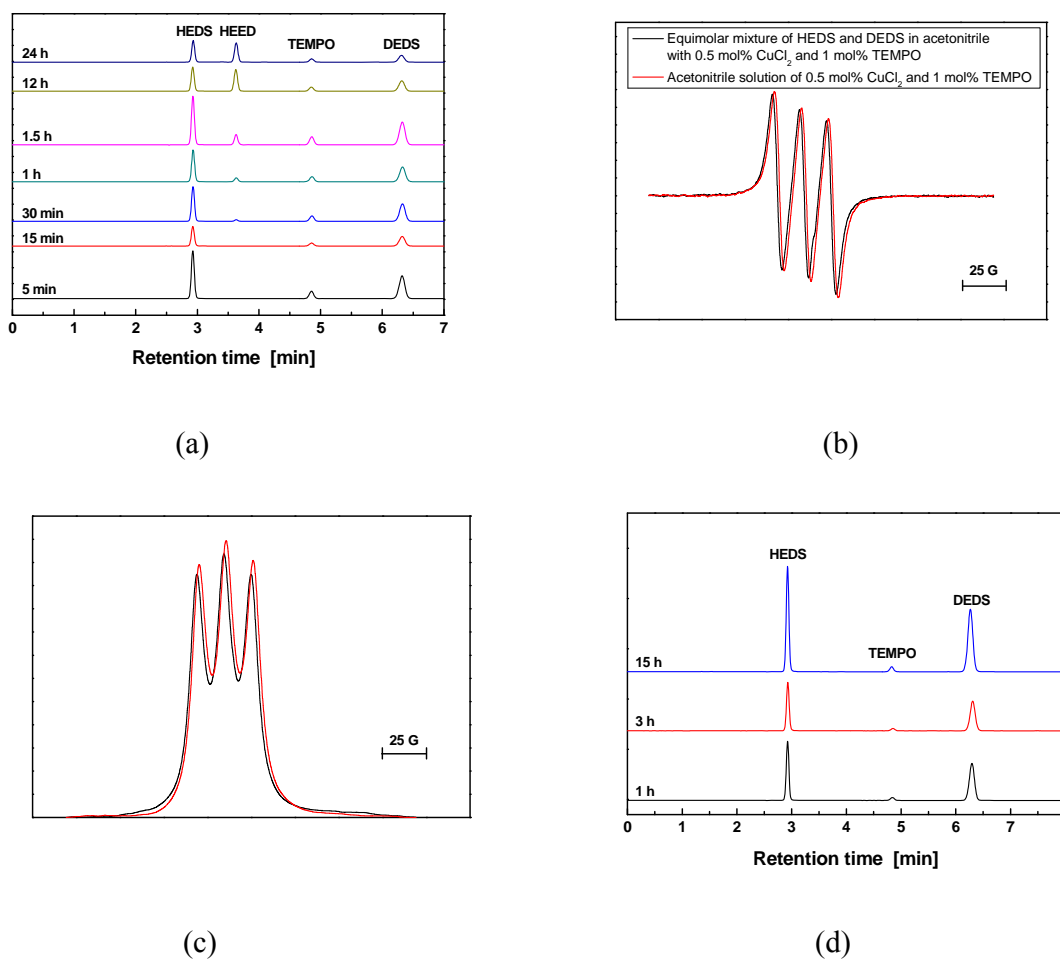 HEDS HEED TEMPO DEDS
24 h
12 h
1.5 h
1 h
30 min
15 min
5 min
0 1 2 3 4 5 6 7
Retention time [min]
(a)
Equimolar mixture of HEDS and DEDS in acetonitrile
with 0.5 mol% CuCl₂ and 1 mol% TEMPO
Acetonitrile solution of 0.5 mol% CuCl₂ and 1 mol% TEMPO
25 G
(b)
25 G
(c)
HEDS
DEDS
TEMPO
15 h
3 h
1 h
0 1 2 3 4 5 6 7
Retention time [min]
(d)